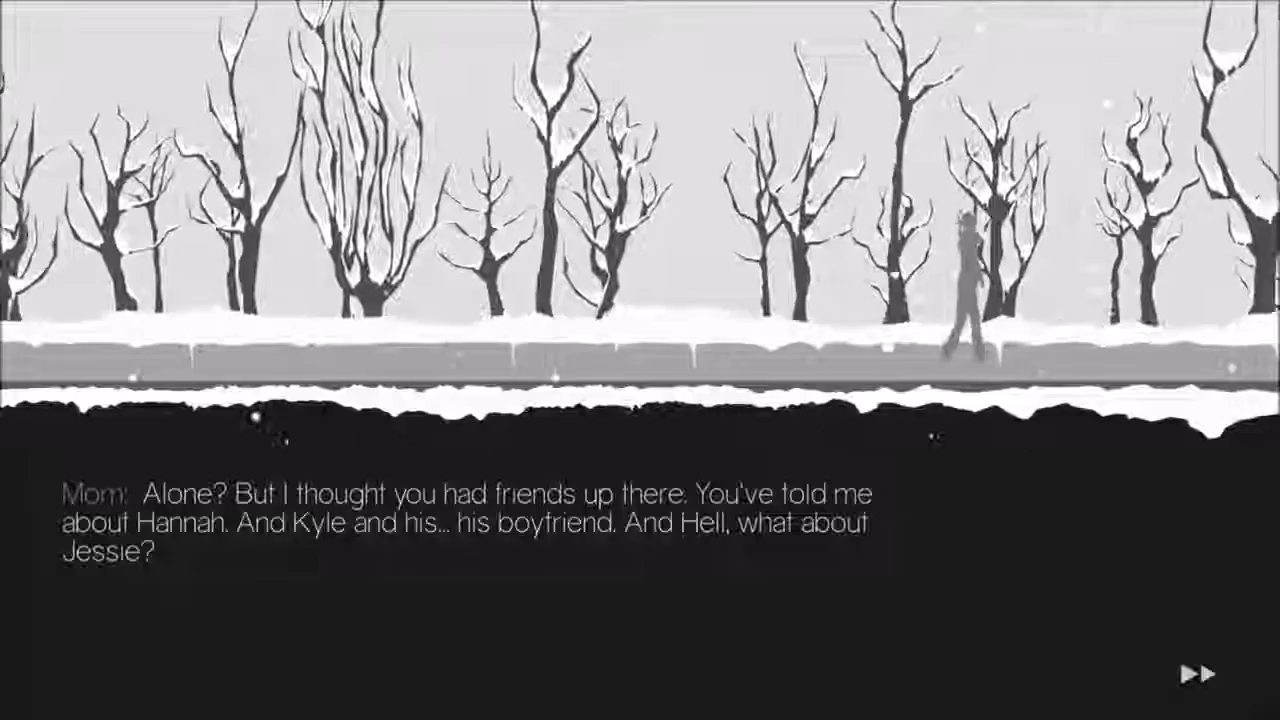 Mom: Alone? But I thought you had friends up there. You've told me
about Hannah. And Kyle and his... his boyfriend. And Hell, what about
Jessie?